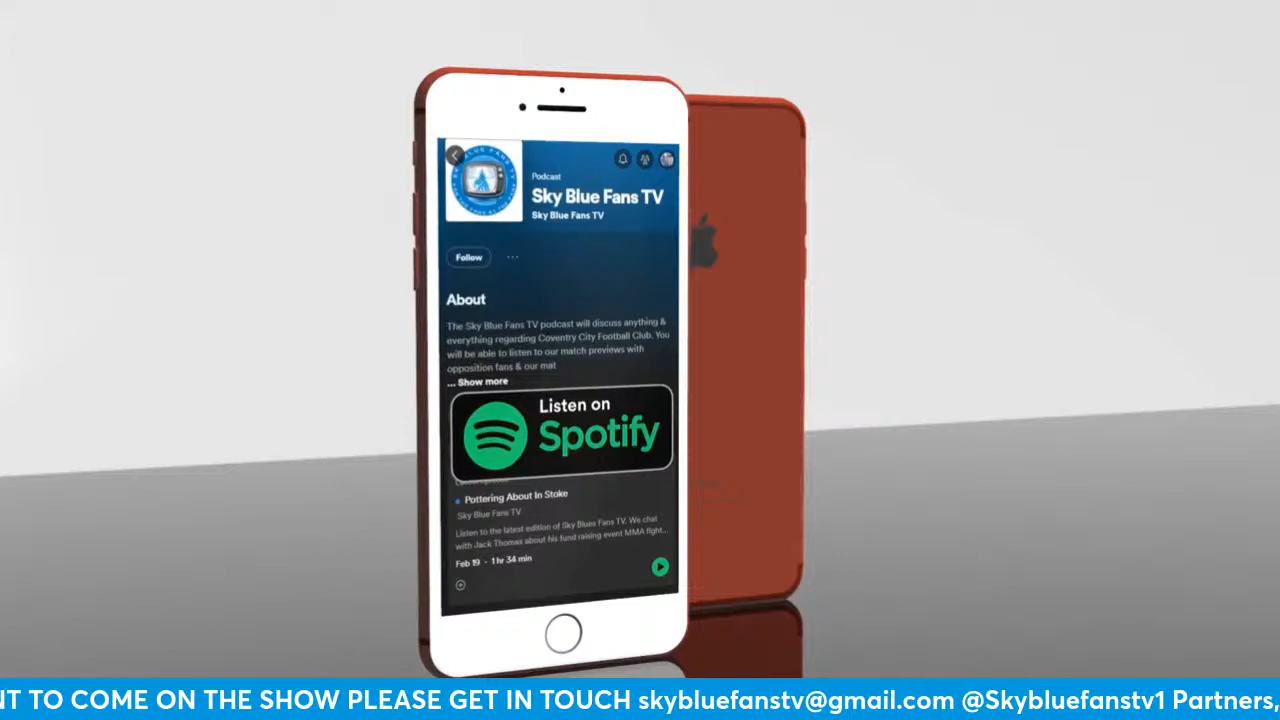 Podcast
Sky Blue Fans TV
Sky Blue Fans TV
Follow
About
The Sky Blue Fans TV podcast will discuss anything &
everything regarding Coventry City Football Club. You
will be able to listen to our match previews with
opposition fans & our mat
... Show more
Listen on
Spotify
Pottering About In Stoke
Sky Blue Fans TV
Listen to the latest edition of Sky Blues Fans TV. We chat
with Jack Thomas about his fund raising event MMA fight...
Feb 19 · 1 hr 34 min
NT TO COME ON THE SHOW PLEASE GET IN TOUCH skybluefanstv@gmail.com @Skybluefanstv1 Partners,